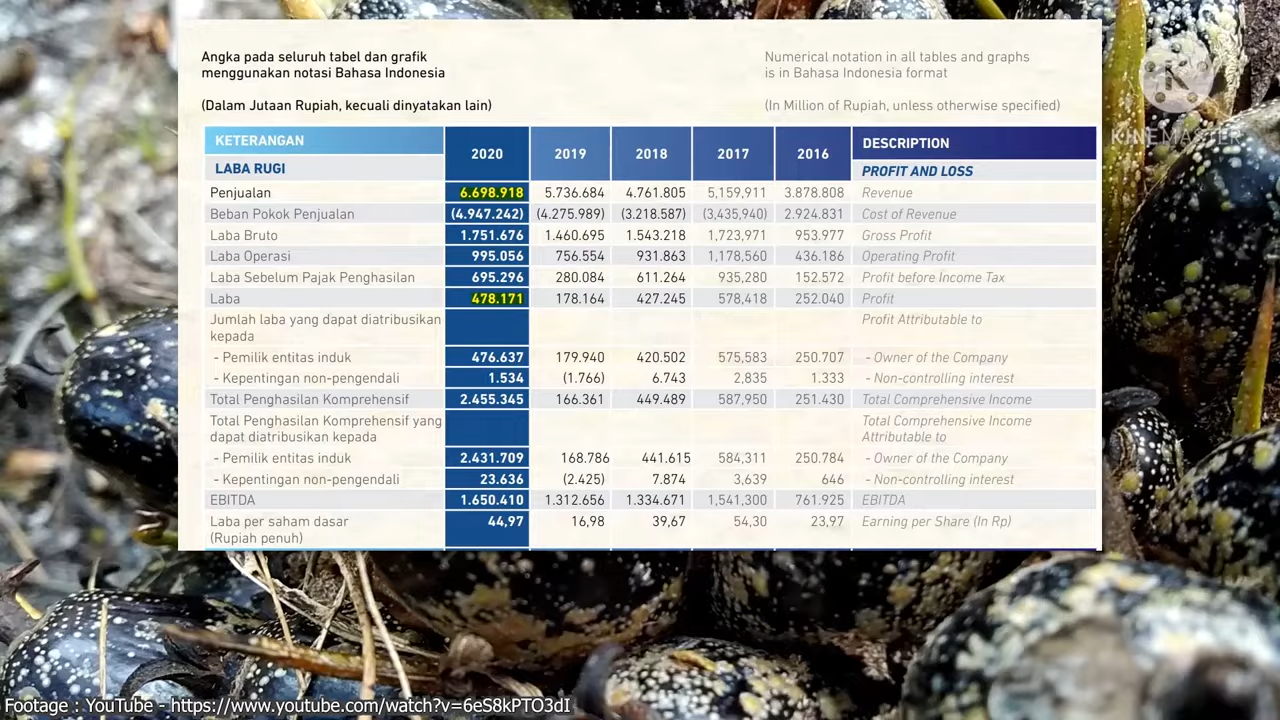 Angka pada seluruh tabel dan grafik
menggunakan notasi Bahasa Indonesia
Numerical notation in all tables and graphs
is in Bahasa Indonesia format
(Dalam Jutaan Rupiah, kecuali dinyatakan lain)
(In Million of Rupiah, unless otherwise specified)
KETERANGAN 2020 2019 2018 2017 2016 DESCRIPTION
LABA RUGI PROFIT AND LOSS
Penjualan 6.698.918 5.736.684 4.761.805 5,159,911 3.878.808 Revenue
Beban Pokok Penjualan (4.947.242) (4.275.989) (3.218.587) (3,435,940) 2.924.831 Cost of Revenue
Laba Bruto 1.751.676 1.460.695 1.543.218 1,723,971 953.977 Gross Profit
Laba Operasi 995.056 756.554 931.863 1,178,560 436.186 Operating Profit
Laba Sebelum Pajak Penghasilan 695.296 280.084 611.264 935,280 152.572 Profit before Income Tax
Laba 478.171 178.164 427.245 578,418 252.040 Profit
Jumlah laba yang dapat diatribusikan Profit Attributable to
kepada
- Pemilik entitas induk 476.637 179.940 420.502 575,583 250.707 - Owner of the Company
- Kepentingan non-pengendali 1.534 (1.766) 6.743 2,835 1.333 - Non-controlling interest
Total Penghasilan Komprehensif 2.455.345 166.361 449.489 587,950 251.430 Total Comprehensive Income
Total Penghasilan Komprehensif yang Total Comprehensive Income
dapat diatribusikan kepada Attributable to
- Pemilik entitas induk 2.431.709 168.786 441.615 584,311 250.784 - Owner of the Company
- Kepentingan non-pengendali 23.636 (2.425) 7.874 3,639 646 - Non-controlling interest
EBITDA 1.650.410 1.312.656 1.334.671 1,541,300 761.925 EBITDA
Laba per saham dasar 44,97 16,98 39,67 54,30 23,97 Earning per Share (In Rp)
(Rupiah penuh)
K
KINEMASTER
Footage : YouTube - https://www.youtube.com/watch?v=6eS8kPTO3dI